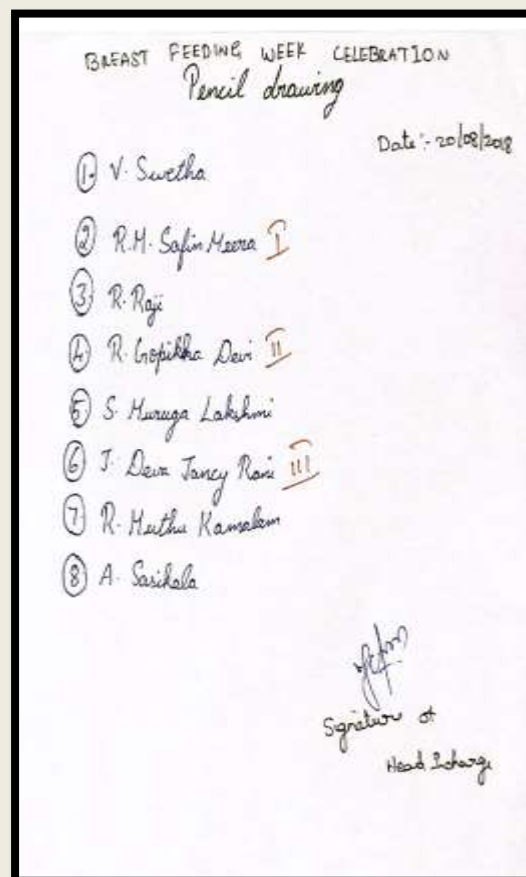 BREAST FEEDING WEEK CELEBRATION
Pencil drawing
Date:- 20/08/2018
1. V. Swetha
2 R.M. Safin Meera I
3 R. Raji
4 R. Gopikha Devi II
5 S. Muruga Lakshmi
6 J. Deva Jancy Rani III
7 R. Muthu Kamalam
8 A. Sasikala
Signature of
Head Incharge